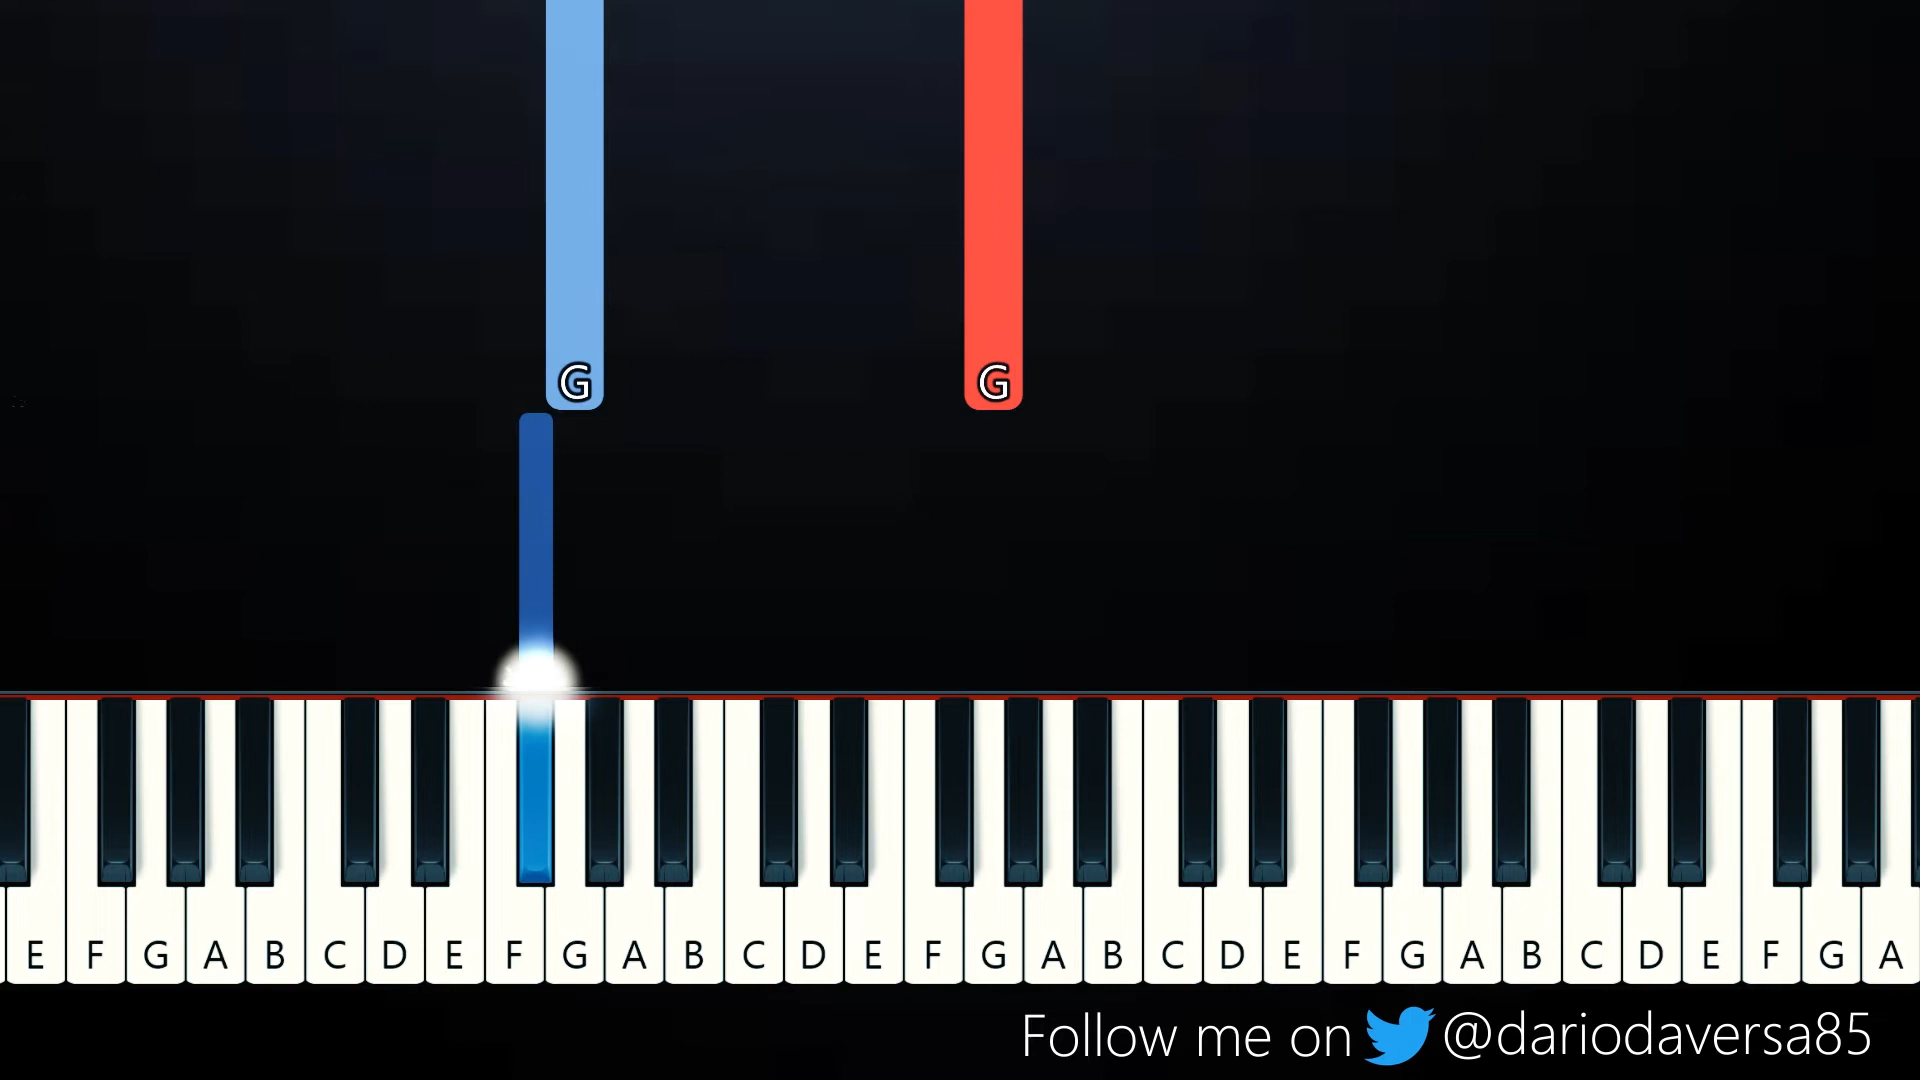 G G
E F G A B C D E F G A B C D E F G A B C D E F G A B C D E F G A
Follow me on @dariodaversa85